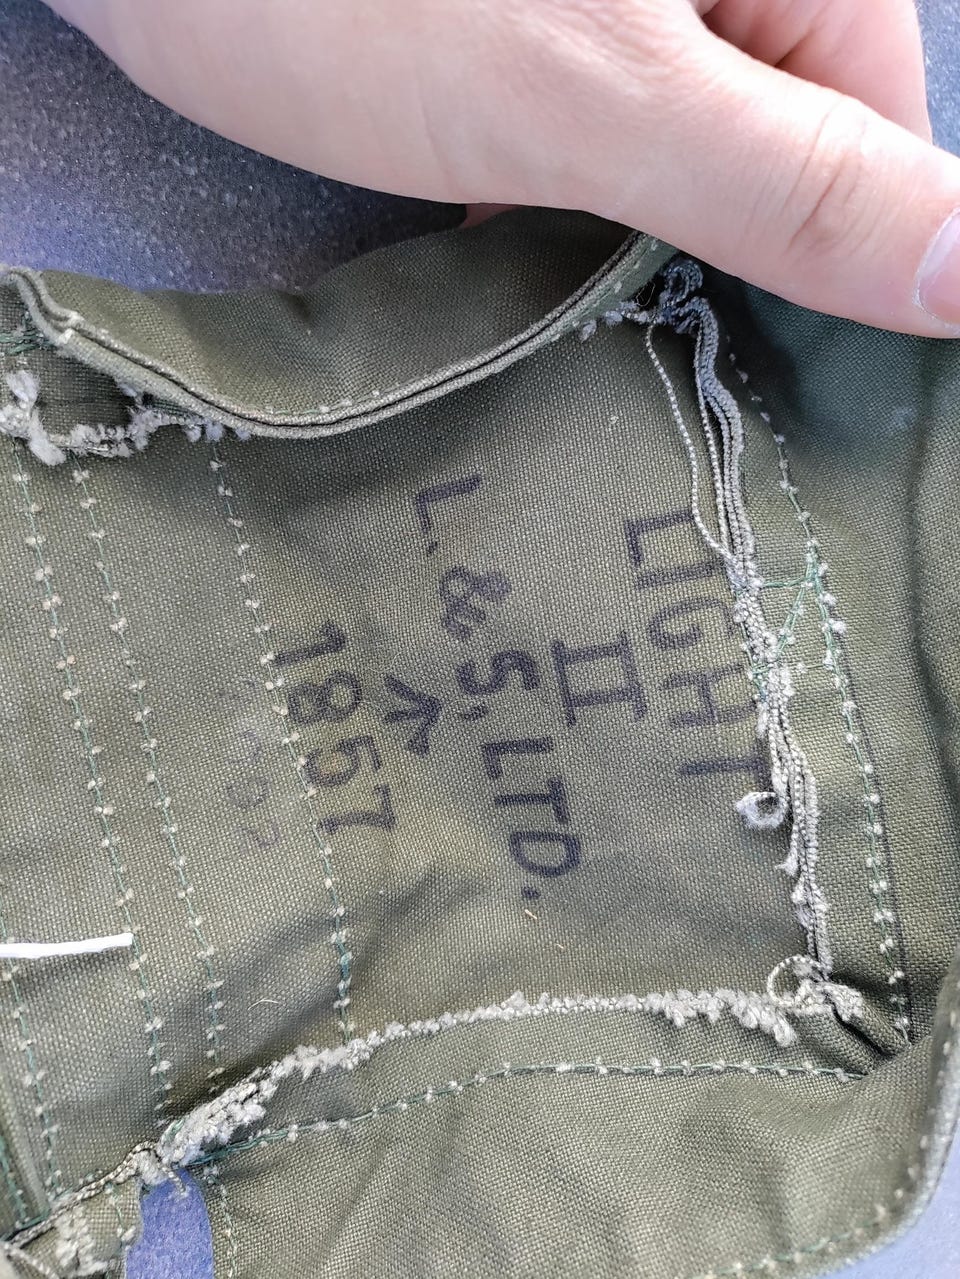 LIGHT
II
L. & S, LTD.
↑
1857